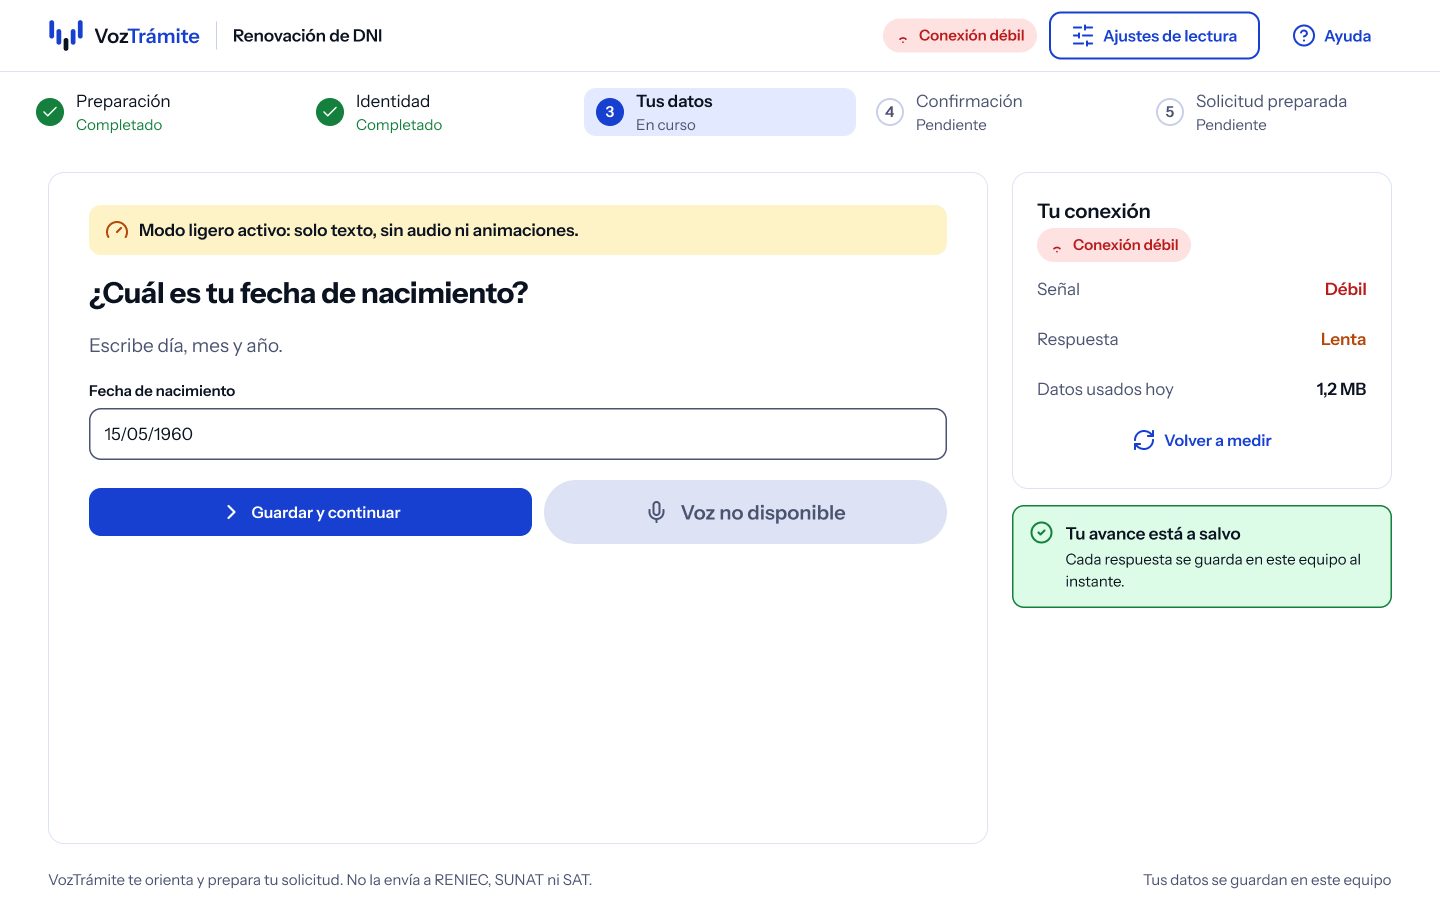 VozTrámite
Renovación de DNI
Conexión débil
Ajustes de lectura
Ayuda
Preparación
Completado
Identidad
Completado
3
Tus datos
En curso
4
Confirmación
Pendiente
5
Solicitud preparada
Pendiente
Modo ligero activo: solo texto, sin audio ni animaciones.
¿Cuál es tu fecha de nacimiento?
Escribe día, mes y año.
Fecha de nacimiento
15/05/1960
Guardar y continuar
Voz no disponible
Tu conexión
Conexión débil
Señal Débil
Respuesta Lenta
Datos usados hoy 1,2 MB
Volver a medir
Tu avance está a salvo
Cada respuesta se guarda en este equipo al
instante.
VozTrámite te orienta y prepara tu solicitud. No la envía a RENIEC, SUNAT ni SAT.
Tus datos se guardan en este equipo